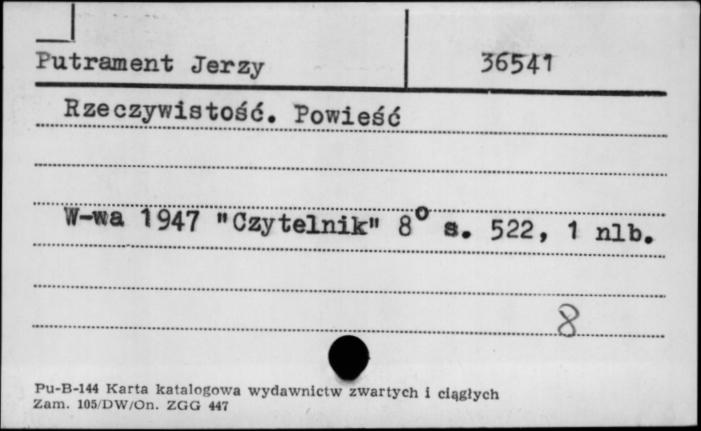 Putrament Jerzy 36541
Rzeczywistość. Powieść
W-wa 1947 "Czytelnik" 8° s. 522, 1 nlb.
8
Pu-B-144 Karta katalogowa wydawnictw zwartych i ciągłych
Zam. 105/DW/On. ZGG 447